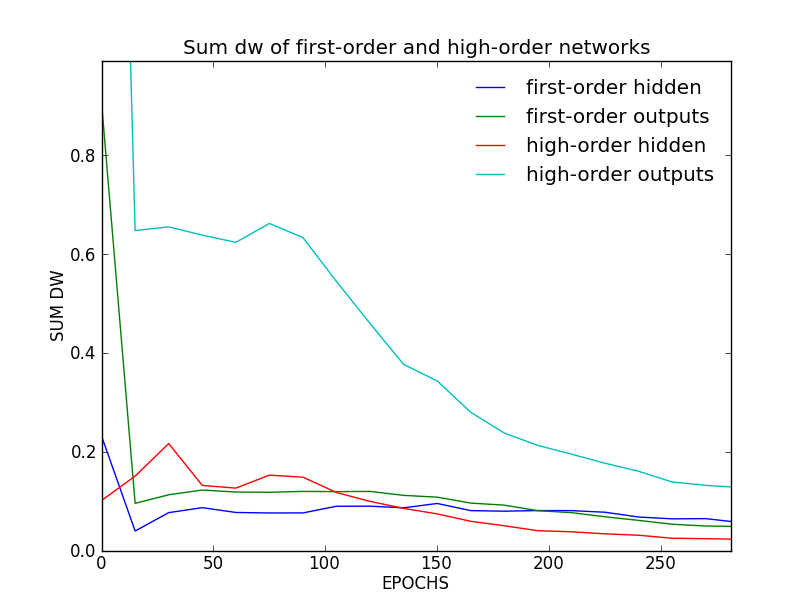 Sum dw of first-order and high-order networks
first-order hidden
first-order outputs
high-order hidden
high-order outputs
SUM DW
0.8
0.6
0.4
0.2
0.0
0 50 100 150 200 250
EPOCHS